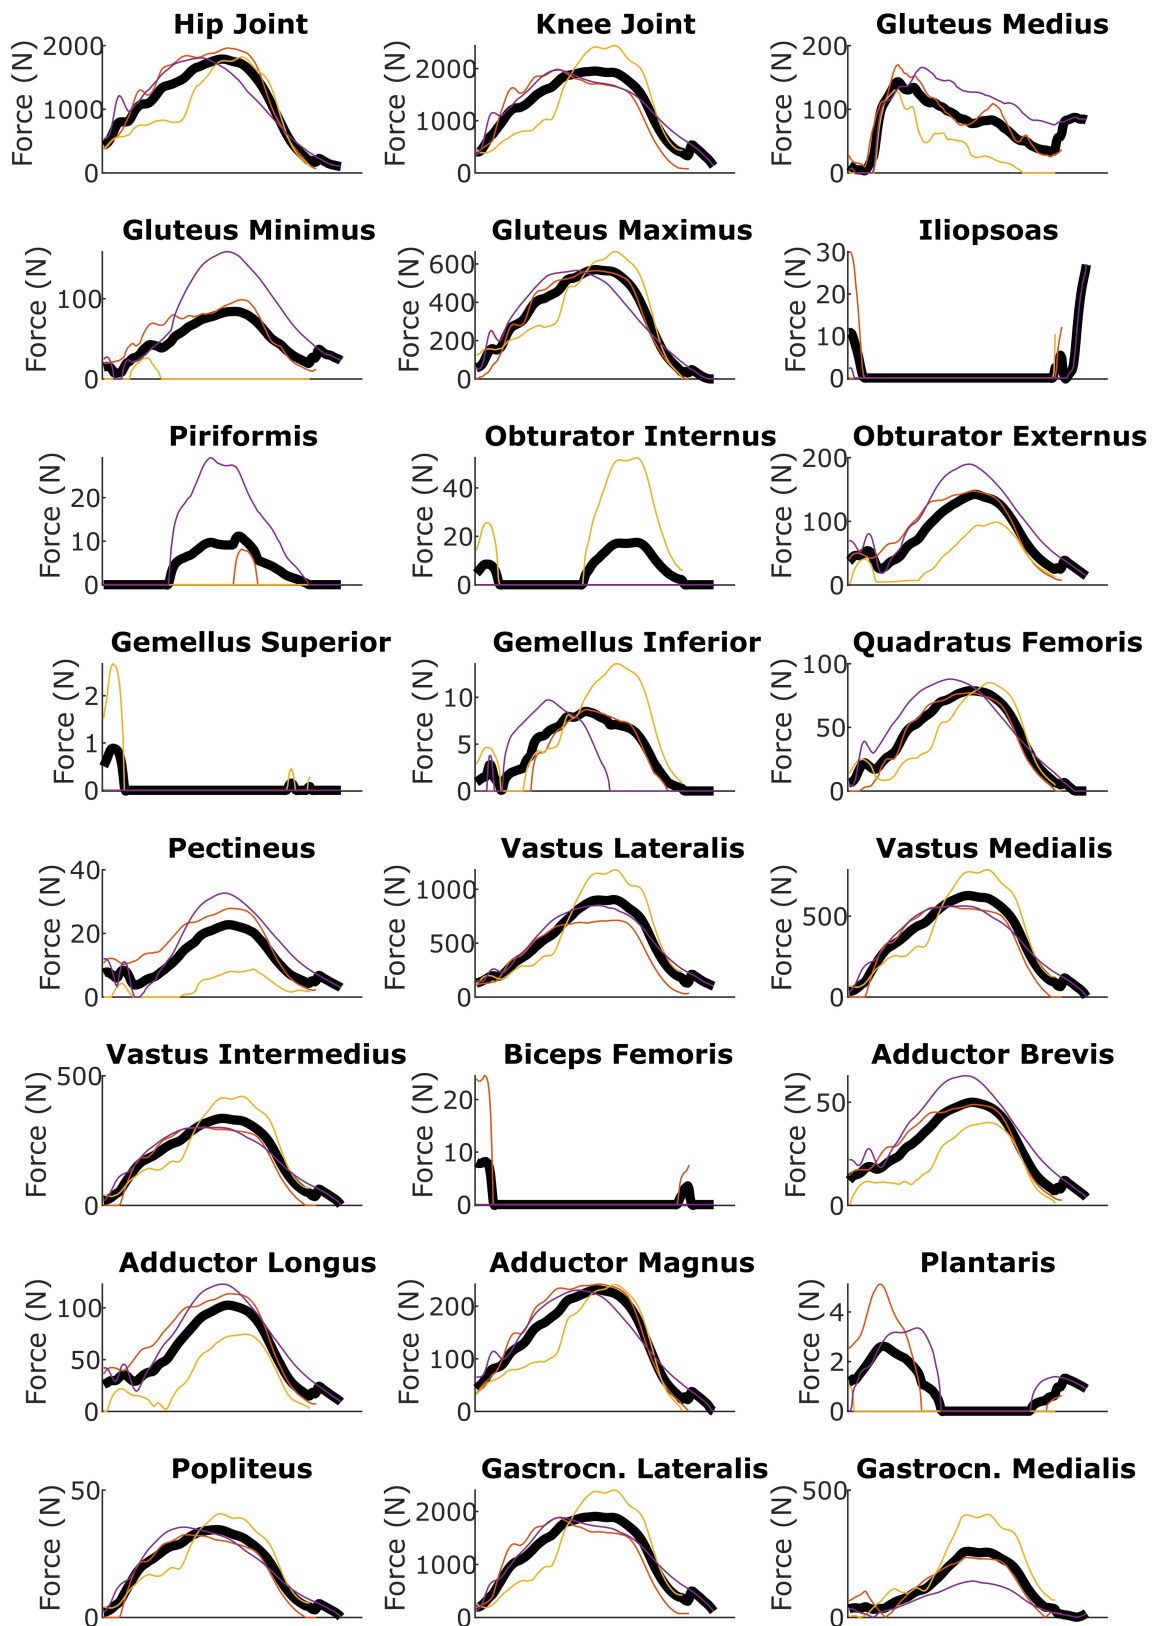 Hip Joint
Knee Joint
Gluteus Medius
Force (N)
2000
1000
0
Force (N)
2000
1000
0
Force (N)
200
100
0
Gluteus Minimus
Gluteus Maximus
Iliopsoas
Force (N)
100
0
Force (N)
600
400
200
0
Force (N)
30
20
10
0
Piriformis
Obturator Internus
Obturator Externus
Force (N)
20
10
0
Force (N)
40
20
0
Force (N)
200
100
0
Gemellus Superior
Gemellus Inferior
Quadratus Femoris
Force (N)
2
1
0
Force (N)
10
5
0
Force (N)
100
50
0
Pectineus
Vastus Lateralis
Vastus Medialis
Force (N)
40
20
0
Force (N)
1000
500
0
Force (N)
500
0
Vastus Intermedius
Biceps Femoris
Adductor Brevis
Force (N)
500
0
Force (N)
20
10
0
Force (N)
50
0
Adductor Longus
Adductor Magnus
Plantaris
Force (N)
100
50
0
Force (N)
200
100
0
Force (N)
4
2
0
Popliteus
Gastrocn. Lateralis
Gastrocn. Medialis
Force (N)
50
0
Force (N)
2000
1000
0
Force (N)
500
0